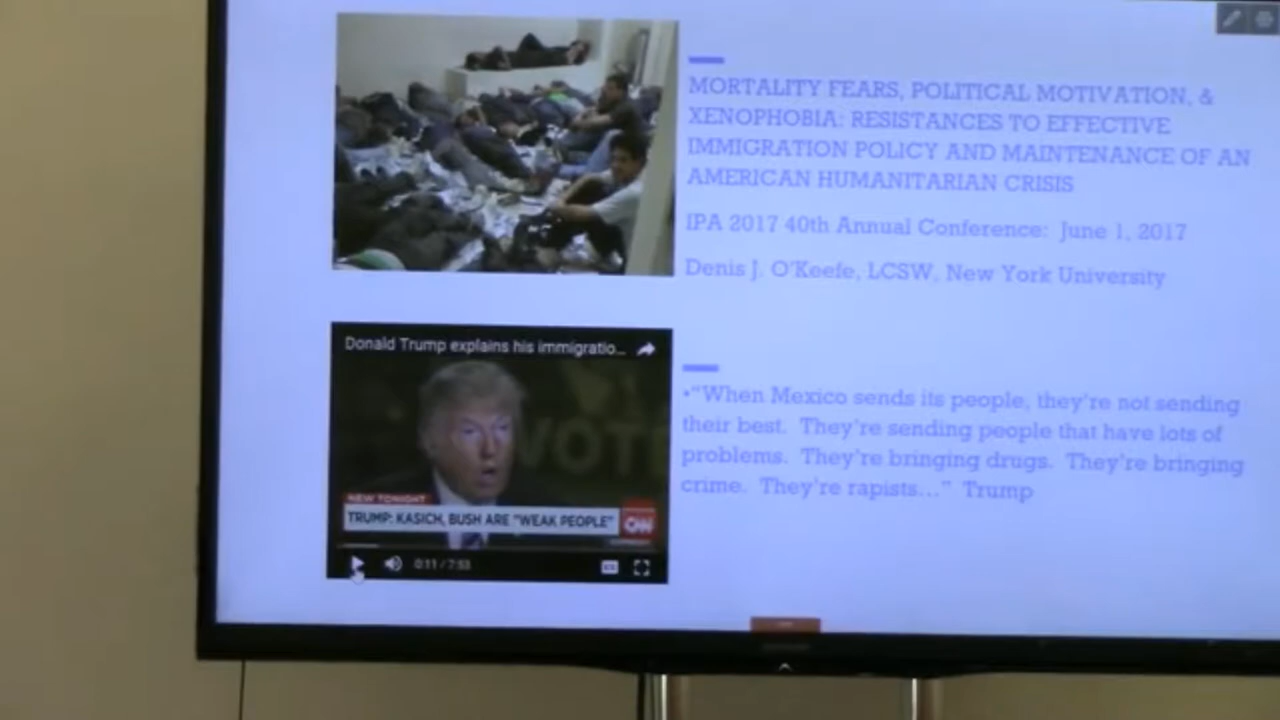 MORTALITY FEARS, POLITICAL MOTIVATION, &
XENOPHOBIA: RESISTANCES TO EFFECTIVE
IMMIGRATION POLICY AND MAINTENANCE OF AN
AMERICAN HUMANITARIAN CRISIS
IPA 2017 40th Annual Conference: June 1, 2017
Denis J. O'Keefe, LCSW, New York University
Donald Trump explains his immigratio...
VOTE
NEW TONIGHT
TRUMP: KASICH, BUSH ARE "WEAK PEOPLE"
CNN
0:11 / 7:53
CC
•"When Mexico sends its people, they're not sending
their best. They're sending people that have lots of
problems. They're bringing drugs. They're bringing
crime. They're rapists..." Trump